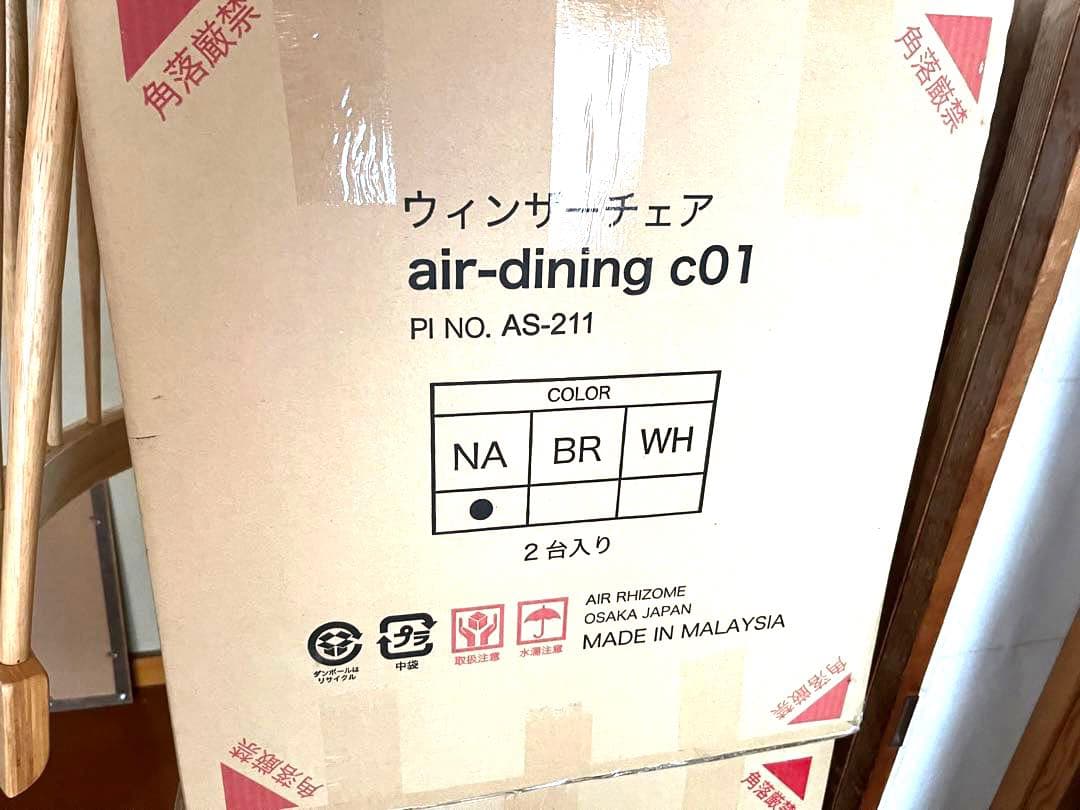 角落厳禁
角落厳禁
ウィンザーチェア
air-dining c01
PI NO. AS-211
COLOR
NA BR WH
2台入り
AIR RHIZOME
OSAKA JAPAN
MADE IN MALAYSIA
ダンボールは
リサイクル
プラ
中袋
取扱注意
水濡注意
角落厳禁
角落厳禁
角落厳禁